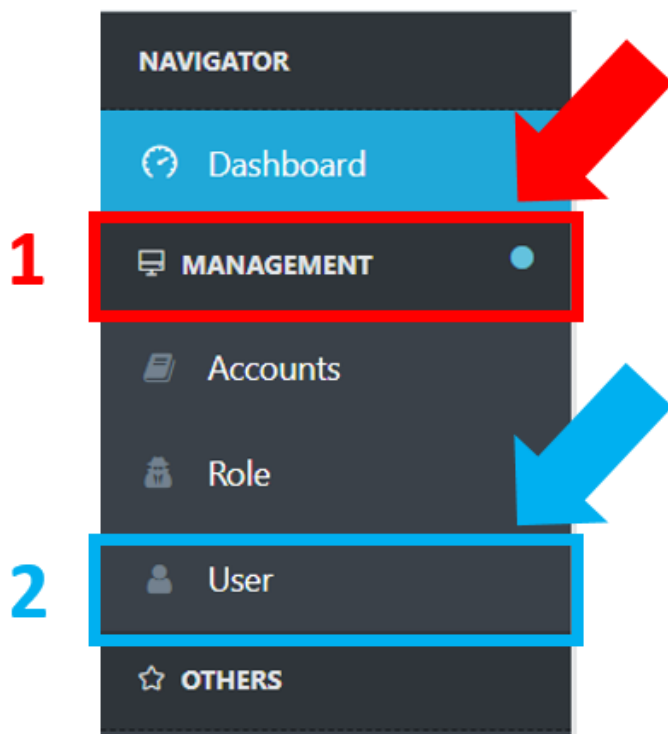 NAVIGATOR
Dashboard
1 MANAGEMENT
Accounts
Role
2 User
OTHERS